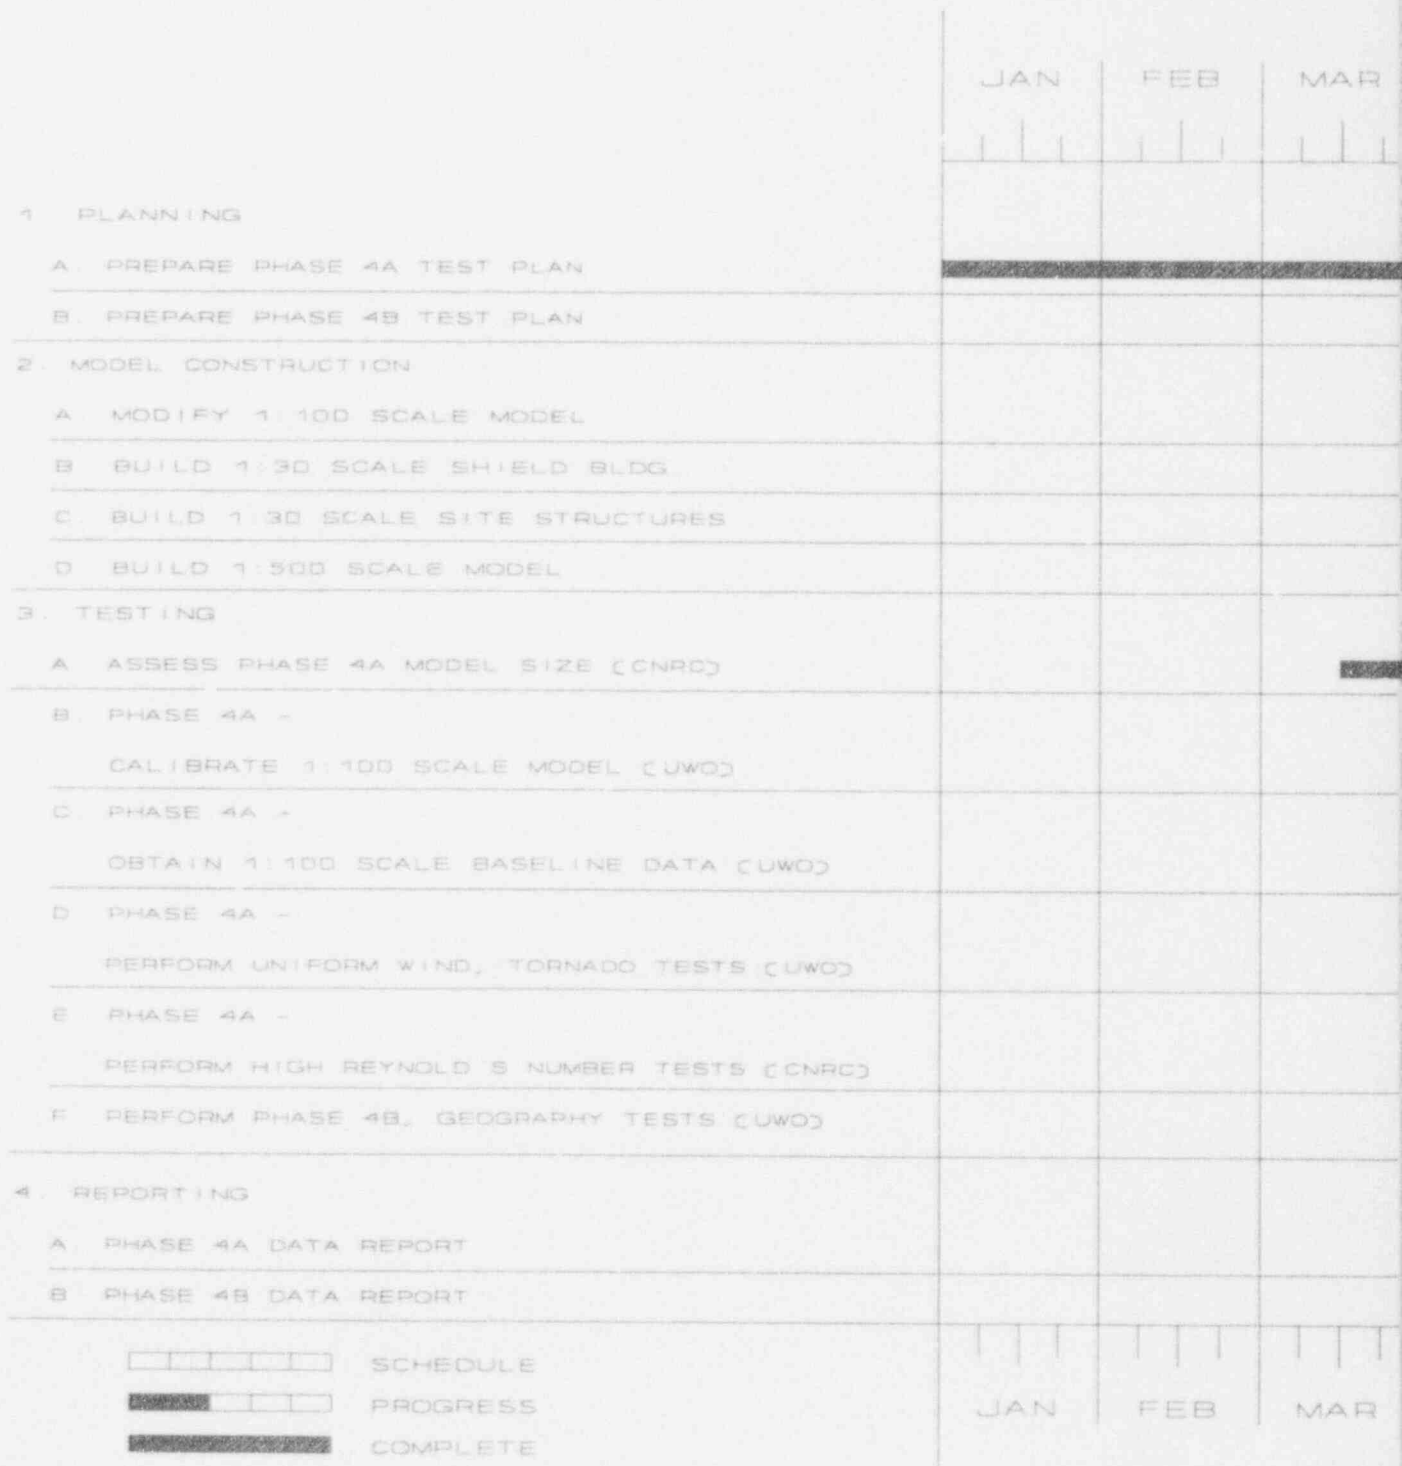 JAN FEB MAR
1 PLANNING
A. PREPARE PHASE 4A TEST PLAN
B. PREPARE PHASE 4B TEST PLAN
2. MODEL CONSTRUCTION
A MODIFY 1:100 SCALE MODEL
B BUILD 1:30 SCALE SHIELD BLDG.
C BUILD 1:30 SCALE SITE STRUCTURES
D BUILD 1:500 SCALE MODEL
3. TESTING
A ASSESS PHASE 4A MODEL SIZE (CNRC)
B. PHASE 4A -
CALIBRATE 1:100 SCALE MODEL (UWO)
C. PHASE 4A -
OBTAIN 1:100 SCALE BASELINE DATA (UWO)
D PHASE 4A -
PERFORM UNIFORM WIND, TORNADO TESTS (UWO)
E PHASE 4A -
PERFORM HIGH REYNOLD S NUMBER TESTS (CNRC)
F PERFORM PHASE 4B, GEOGRAPHY TESTS (UWO)
4. REPORTING
A. PHASE 4A DATA REPORT
B PHASE 4B DATA REPORT
SCHEDULE
PROGRESS
COMPLETE
JAN FEB MAR